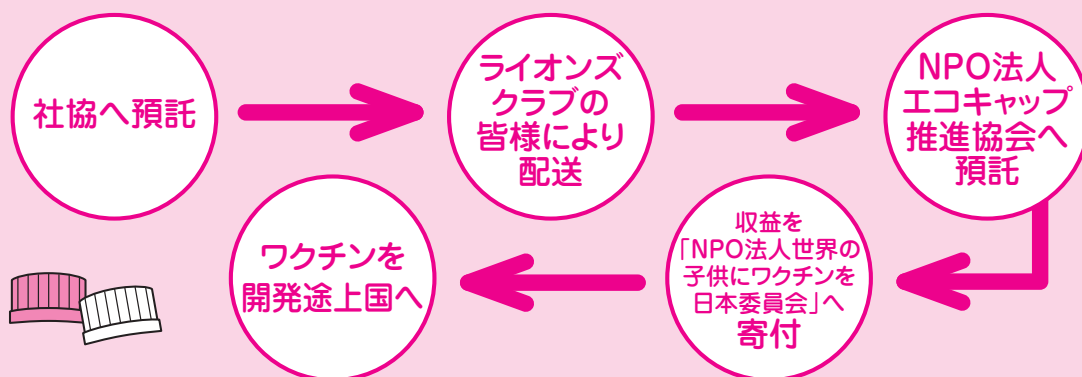 社協へ預託
ライオンズ
クラブの
皆様により
配送
NPO法人
エコキャップ
推進協会へ
預託
収益を
「NPO法人世界の
子供にワクチンを
日本委員会」へ
寄付
ワクチンを
開発途上国へ